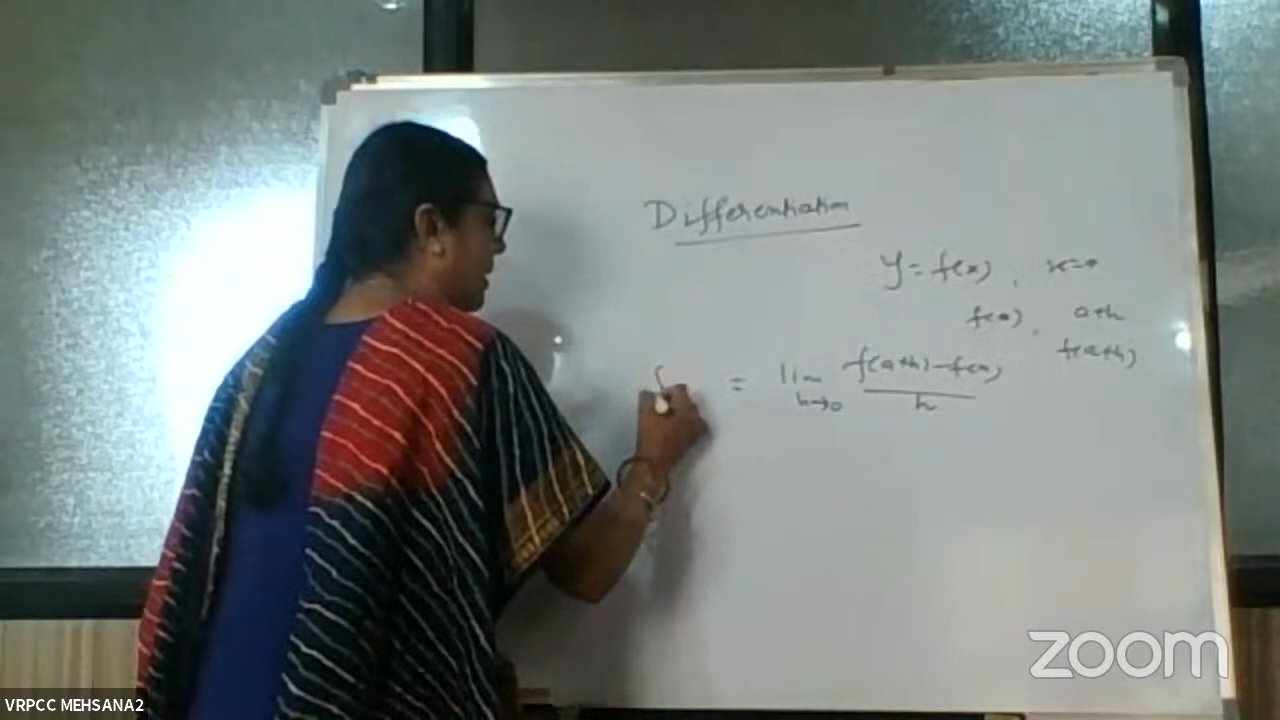 Differentiation
y = f(x), x=a
f(a), a+h
f(a+h)
= lim f(a+h)-f(a)
h→0 h
zoom
VRPCC MEHSANA2